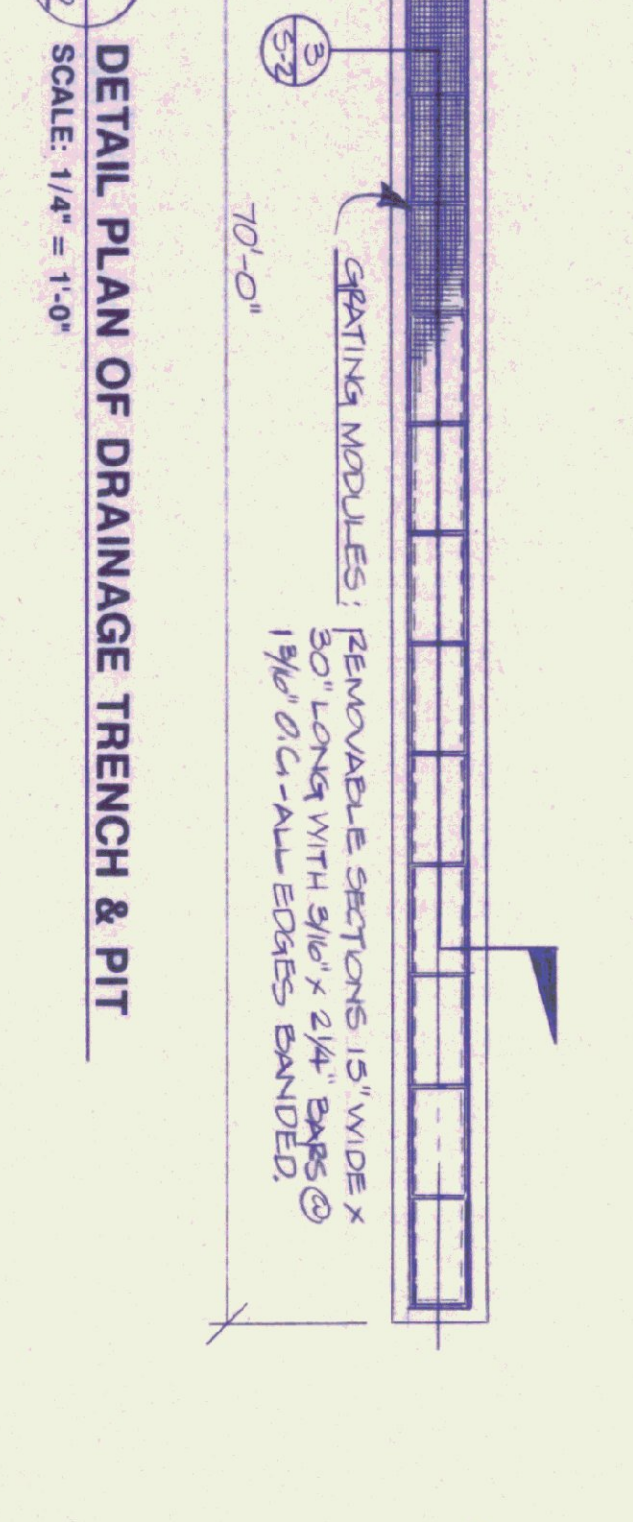 3
S-2
GRATING MODULES: REMOVABLE SECTIONS 15" WIDE X
30" LONG WITH 3/16" X 2 1/4" BARS @
1 3/16" O.C. - ALL EDGES BANDED.
70'-0"
DETAIL PLAN OF DRAINAGE TRENCH & PIT
SCALE: 1/4" = 1'-0"